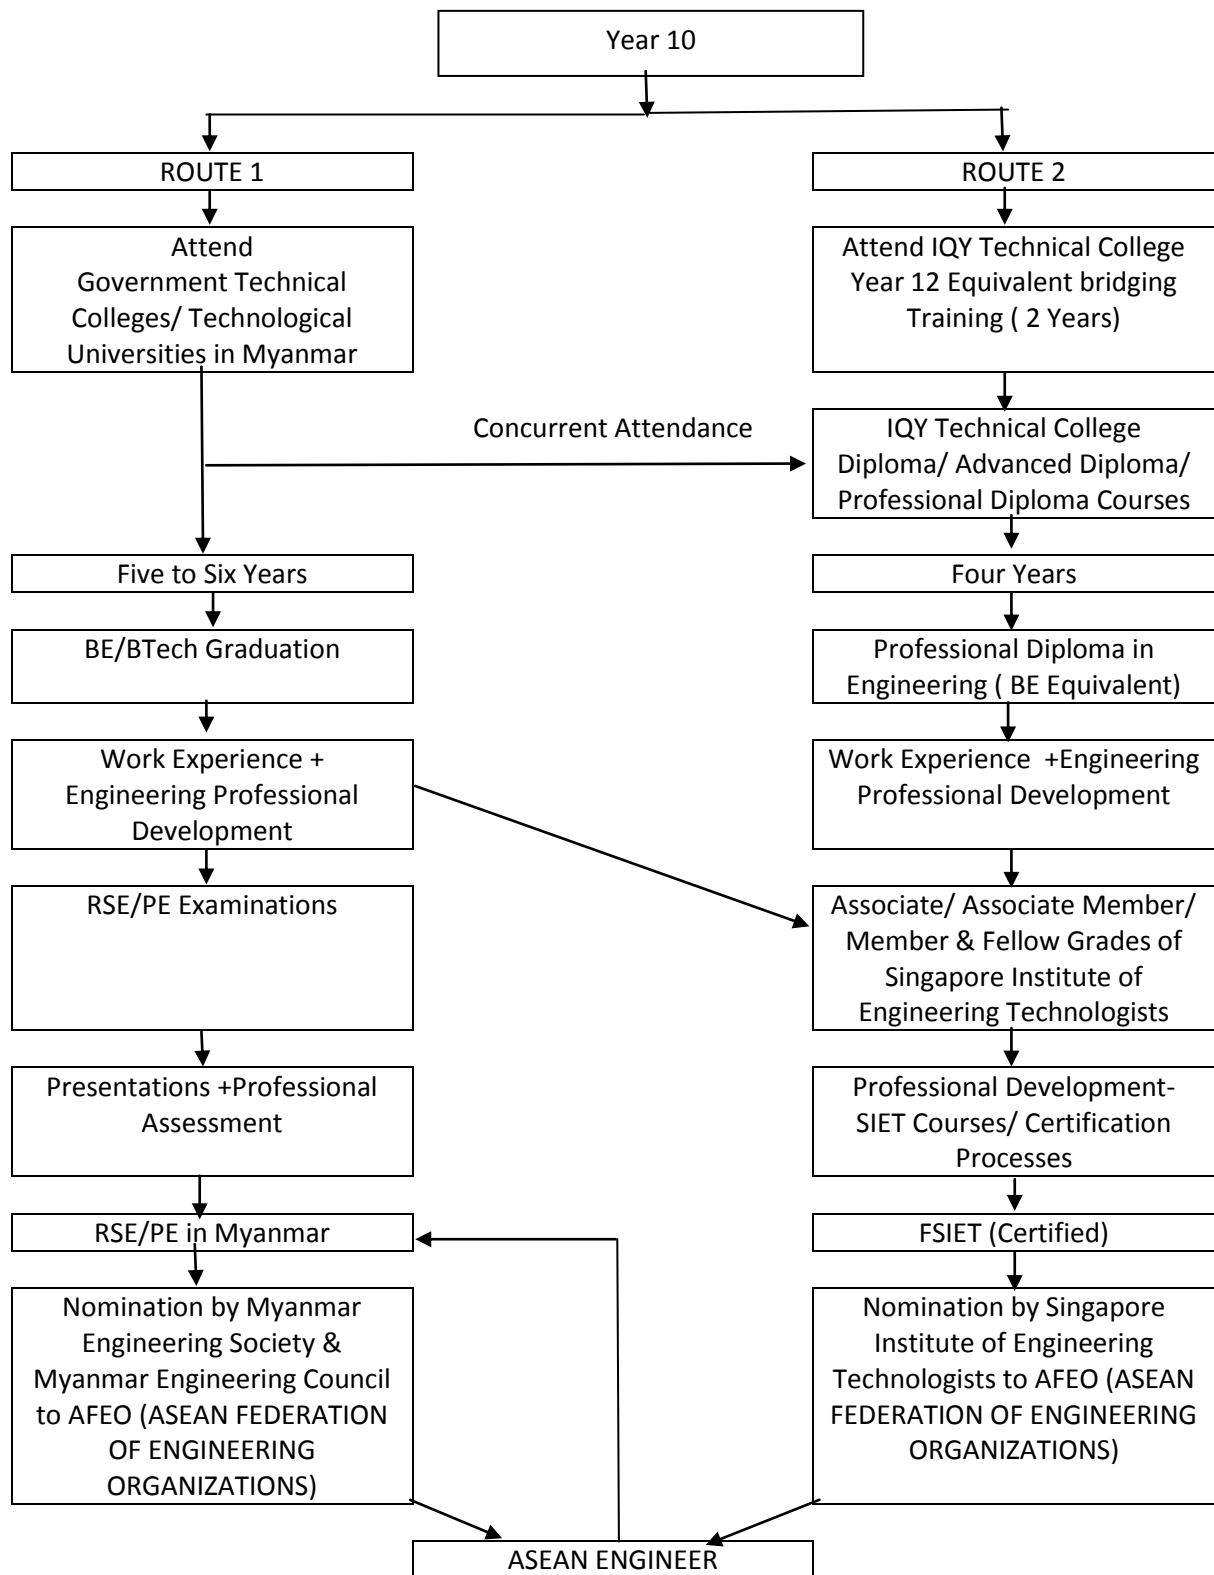 Year 10
ROUTE 1
ROUTE 2
Attend
Government Technical
Colleges/ Technological
Universities in Myanmar
Attend IQY Technical College
Year 12 Equivalent bridging
Training ( 2 Years)
Concurrent Attendance
IQY Technical College
Diploma/ Advanced Diploma/
Professional Diploma Courses
Five to Six Years
Four Years
BE/BTech Graduation
Professional Diploma in
Engineering ( BE Equivalent)
Work Experience +
Engineering Professional
Development
Work Experience  +Engineering
Professional Development
RSE/PE Examinations
Associate/ Associate Member/
Member & Fellow Grades of
Singapore Institute of
Engineering Technologists
Presentations +Professional
Assessment
Professional Development-
SIET Courses/ Certification
Processes
RSE/PE in Myanmar
FSIET (Certified)
Nomination by Myanmar
Engineering Society &
Myanmar Engineering Council
to AFEO (ASEAN FEDERATION
OF ENGINEERING
ORGANIZATIONS)
Nomination by Singapore
Institute of Engineering
Technologists to AFEO (ASEAN
FEDERATION OF ENGINEERING
ORGANIZATIONS)
ASEAN ENGINEER